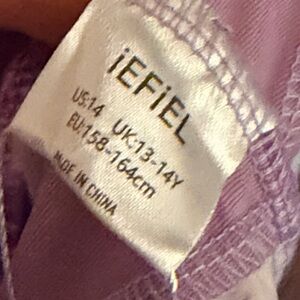 iEFiEL
US:14 UK:13-14Y
EU:158-164cm
MADE IN CHINA